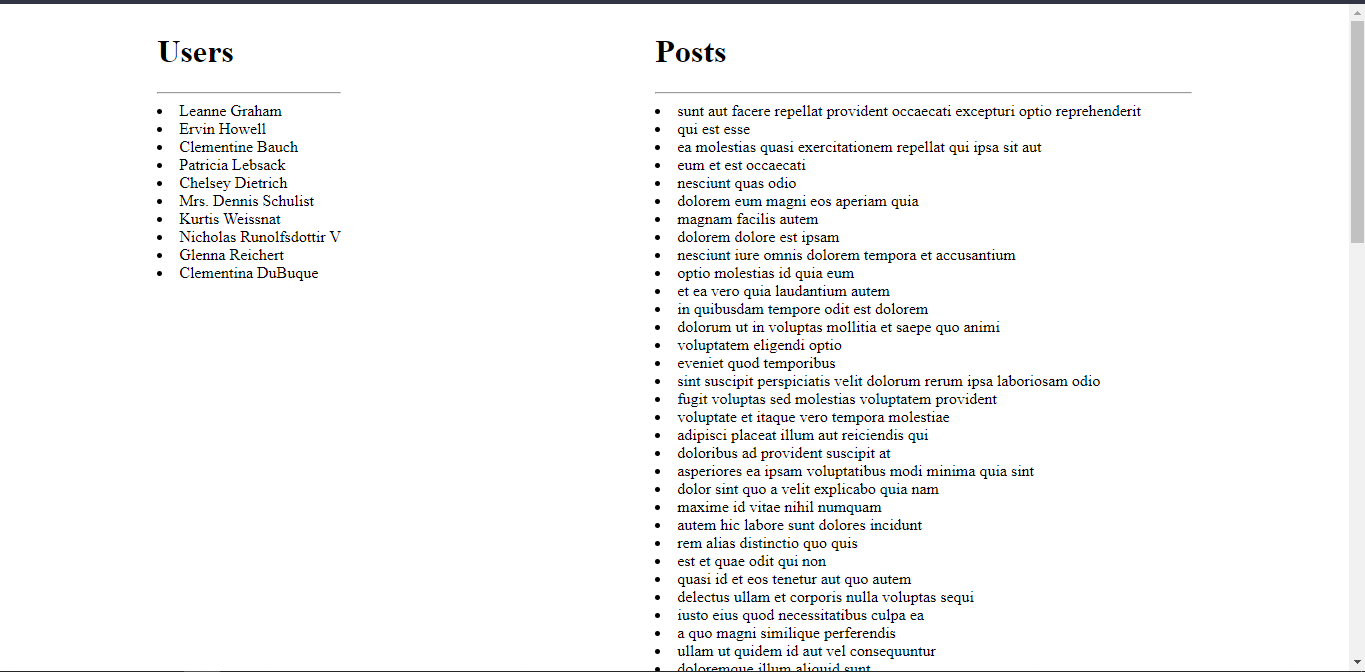 Users
Leanne Graham
Ervin Howell
Clementine Bauch
Patricia Lebsack
Chelsey Dietrich
Mrs. Dennis Schulist
Kurtis Weissnat
Nicholas Runolfsdottir V
Glenna Reichert
Clementina DuBuque
Posts
sunt aut facere repellat provident occaecati excepturi optio reprehenderit
qui est esse
ea molestias quasi exercitationem repellat qui ipsa sit aut
eum et est occaecati
nesciunt quas odio
dolorem eum magni eos aperiam quia
magnam facilis autem
dolorem dolore est ipsam
nesciunt iure omnis dolorem tempora et accusantium
optio molestias id quia eum
et ea vero quia laudantium autem
in quibusdam tempore odit est dolorem
dolorum ut in voluptas mollitia et saepe quo animi
voluptatem eligendi optio
eveniet quod temporibus
sint suscipit perspiciatis velit dolorum rerum ipsa laboriosam odio
fugit voluptas sed molestias voluptatem provident
voluptate et itaque vero tempora molestiae
adipisci placeat illum aut reiciendis qui
doloribus ad provident suscipit at
asperiores ea ipsam voluptatibus modi minima quia sint
dolor sint quo a velit explicabo quia nam
maxime id vitae nihil numquam
autem hic labore sunt dolores incidunt
rem alias distinctio quo quis
est et quae odit qui non
quasi id et eos tenetur aut quo autem
delectus ullam et corporis nulla voluptas sequi
iusto eius quod necessitatibus culpa ea
a quo magni similique perferendis
ullam ut quidem id aut vel consequuntur
doloremque illum aliquid sunt